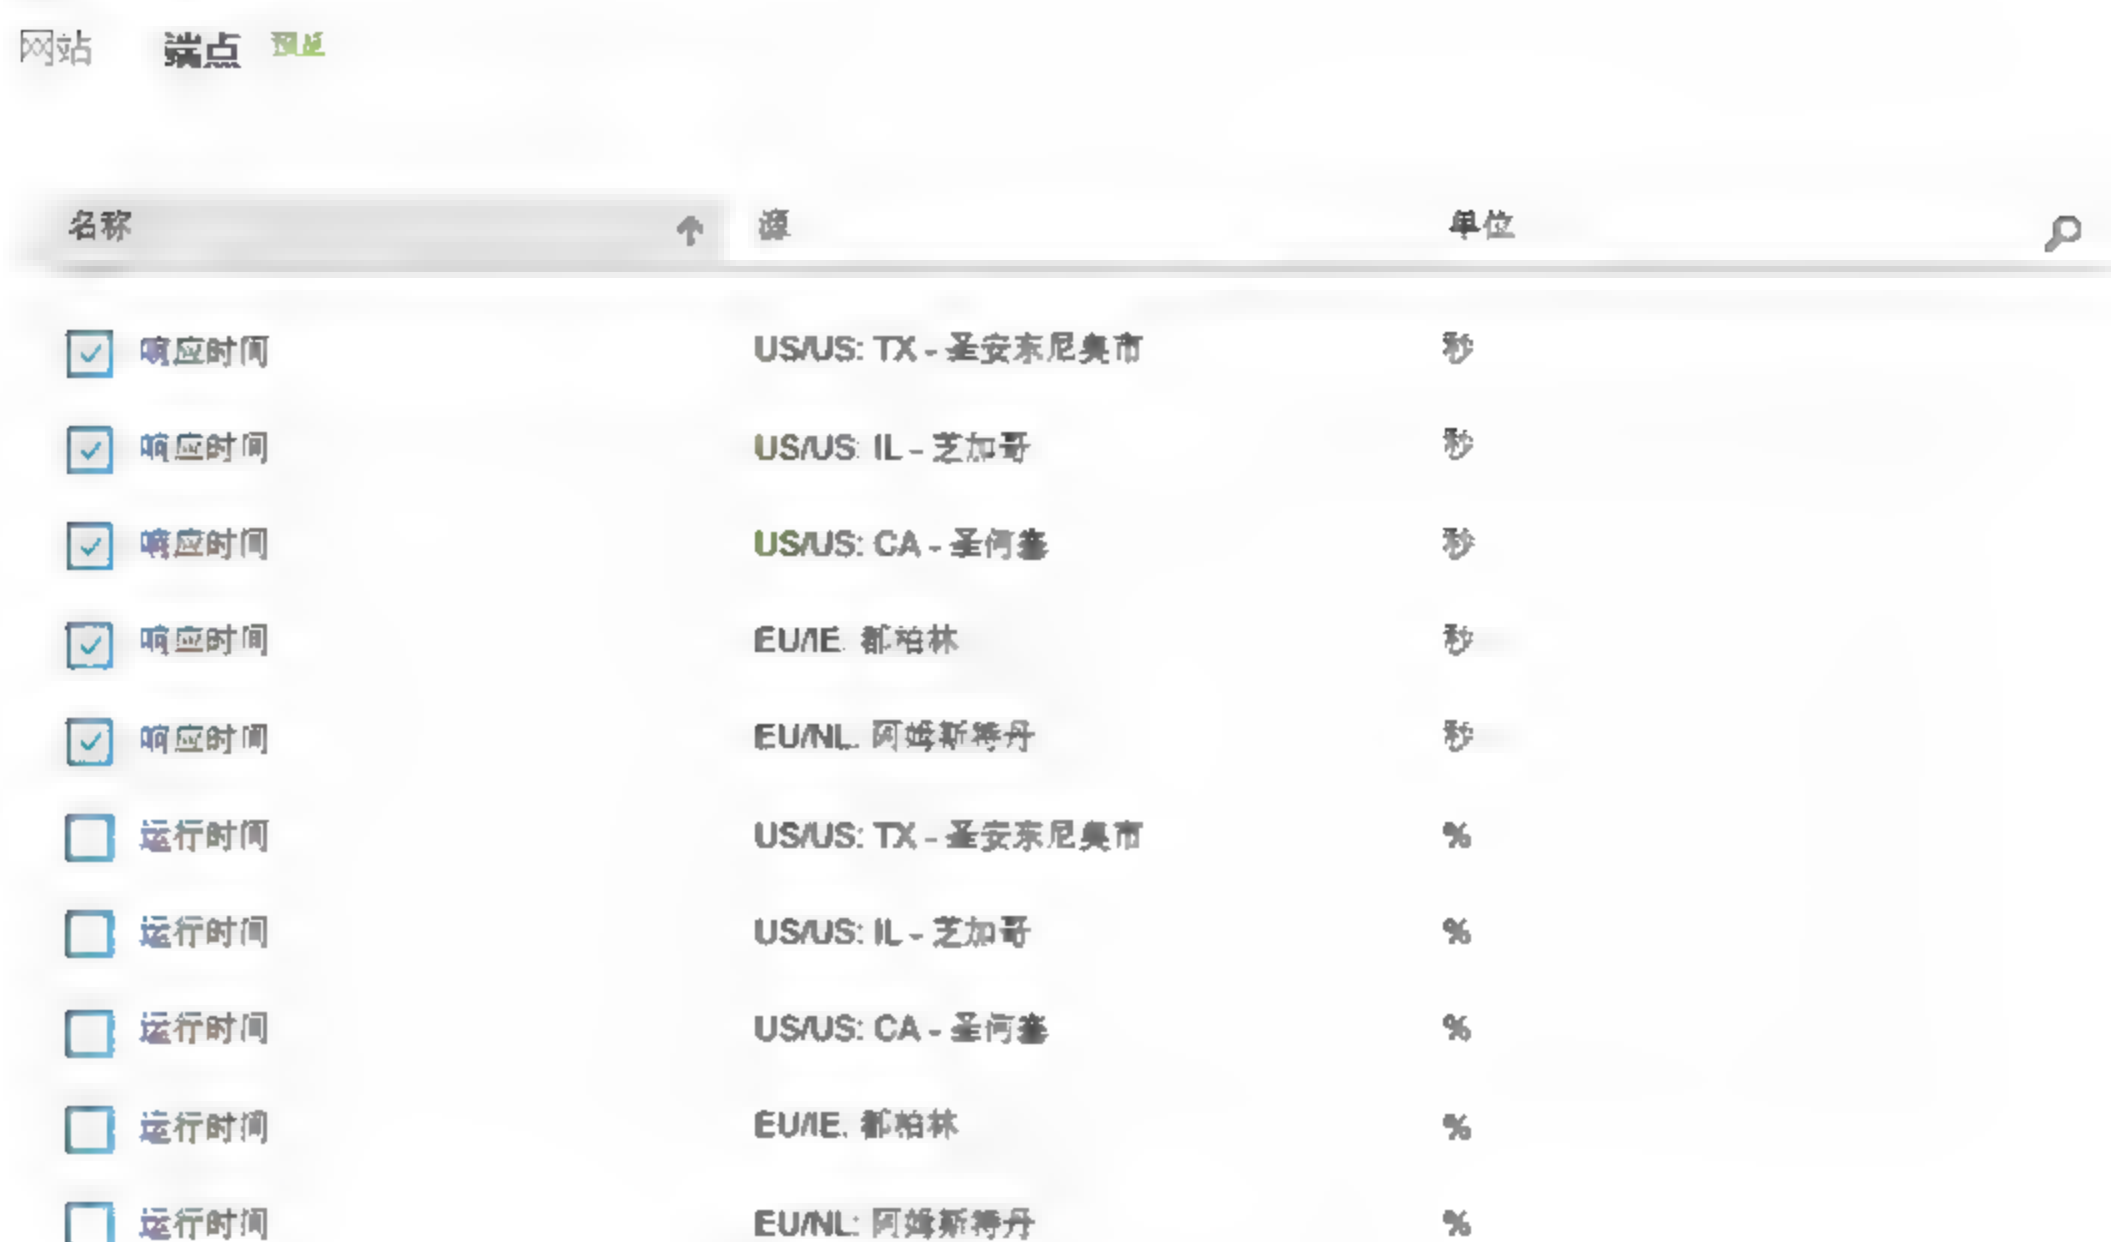 网站 端点 预览
名称 源 单位
响应时间 US/US: TX - 圣安东尼奥市 秒
响应时间 US/US: IL - 芝加哥 秒
响应时间 US/US: CA - 圣何塞 秒
响应时间 EU/IE: 都柏林 秒
响应时间 EU/NL: 阿姆斯特丹 秒
运行时间 US/US: TX - 圣安东尼奥市 %
运行时间 US/US: IL - 芝加哥 %
运行时间 US/US: CA - 圣何塞 %
运行时间 EU/IE: 都柏林 %
运行时间 EU/NL: 阿姆斯特丹 %